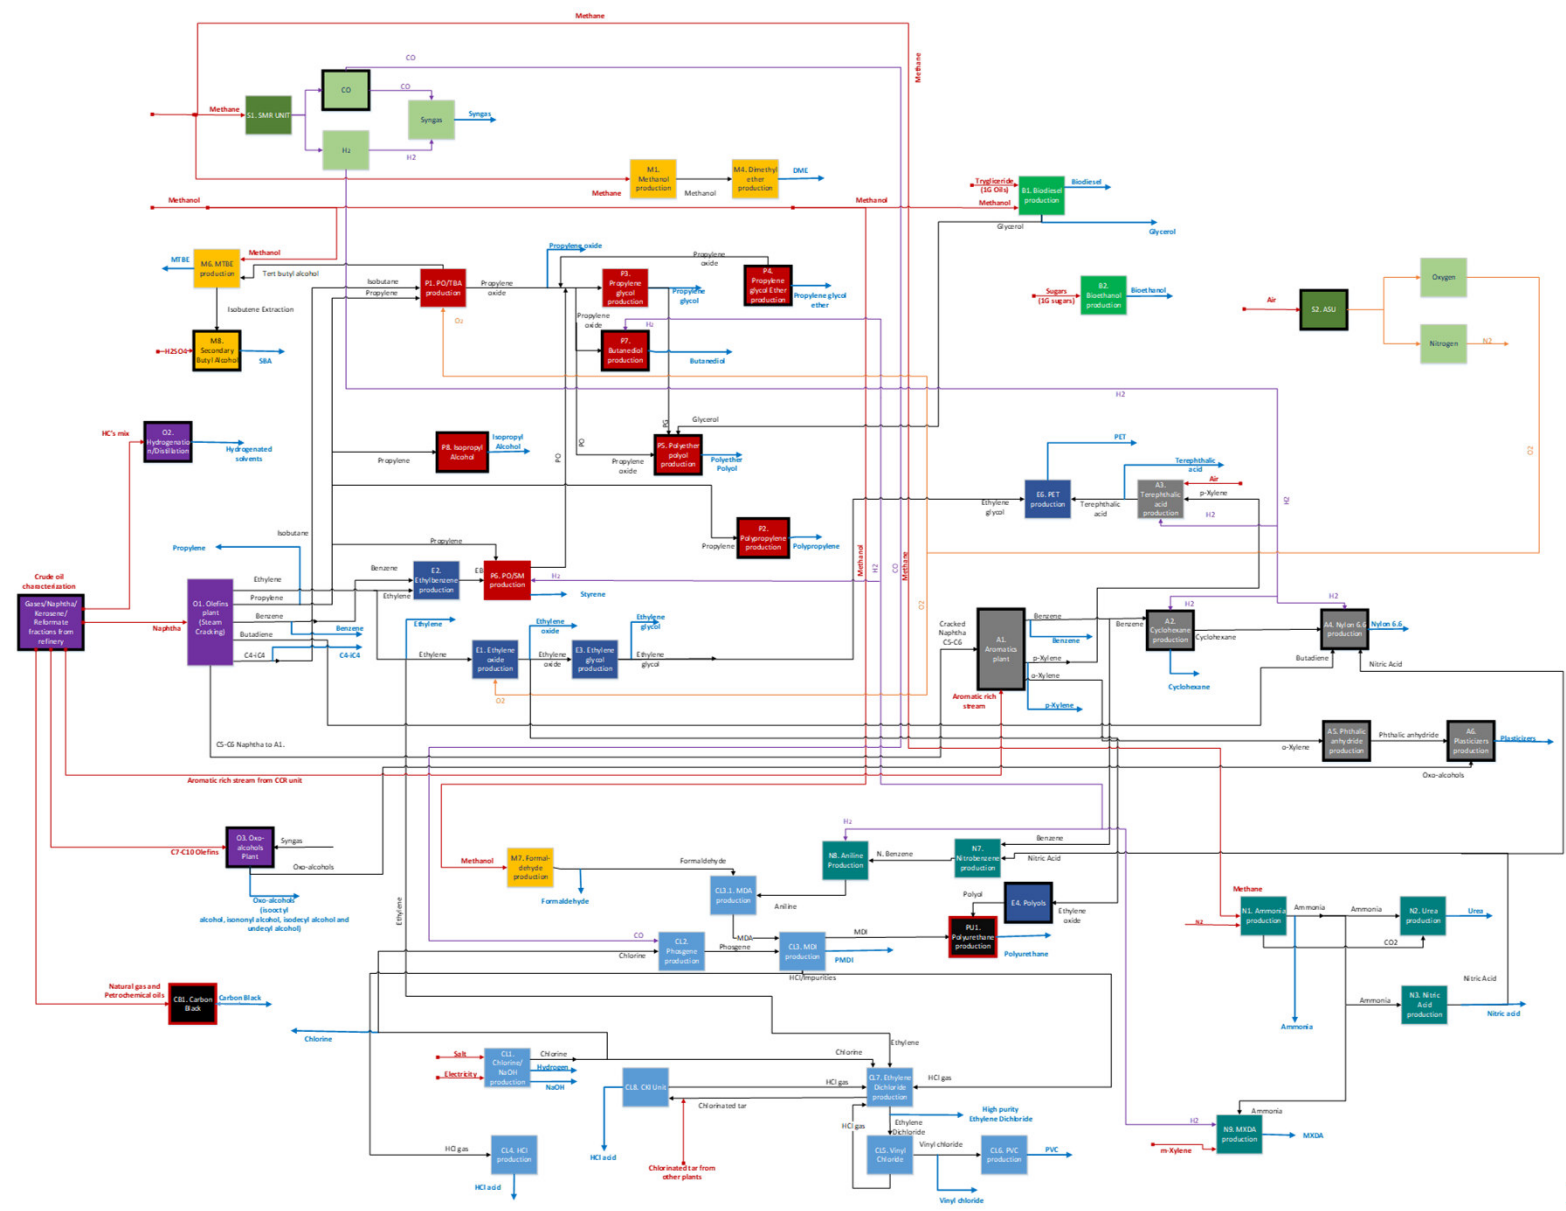 Methane
CO
Methane
CO
CO
Methane
S1. SMR UNIT
Syngas
Syngas
H₂
H2
M1.
Methanol
production
M4. Dimethyl
ether
production
DME
Methane
Methanol
Trygliceride
(1G Oils)
B1. Biodiesel
production
Biodiesel
Methanol
Methanol
Methanol
Glycerol
Glycerol
MTBE
M6. MTBE
production
Methanol
Tert butyl alcohol
Isobutane
Propylene
P1. PO/TBA
production
Propylene
oxide
Propylene oxide
P3.
Propylene
glycol
production
Propylene
glycol
Propylene
oxide
P4.
Propylene
glycol Ether
production
Propylene glycol
ether
Sugars
(1G sugars)
B2.
Bioethanol
production
Bioethanol
Air
S2. ASU
Oxygen
Nitrogen
N2
Isobutene Extraction
H2SO4
M8.
Secondary
Butyl Alcohol
SBA
O₂
Propylene
oxide
H₂
P7.
Butanediol
production
Butanediol
H2
HC's mix
O2.
Hydrogenatio
n/Distillation
Hydrogenated
solvents
Propylene
P8. Isopropyl
Alcohol
Isopropyl
Alcohol
PO
PO
PG
Glycerol
Propylene
oxide
P5. Polyether
polyol
production
Polyether
Polyol
PET
Terephthalic
acid
O2
Ethylene
glycol
E6. PET
production
Terephthalic
acid
A3.
Terephthalic
acid
production
Air
p-Xylene
H2
H2
Isobutane
Propylene
Propylene
Propylene
P2.
Polypropylene
production
Polypropylene
Methanol
H2
CO
Methane
O2
Crude oil
characterization
Gases/Naphtha/
Kerosene/
Reformate
fractions from
refinery
Naphtha
O1. Olefins
plant
(Steam
Cracking)
Ethylene
Propylene
Benzene
Butadiene
C4-iC4
Benzene
C4-iC4
Benzene
Ethylene
E2.
Ethylbenzene
production
EB
P6. PO/SM
production
H₂
Styrene
Ethylene
Ethylene
Ethylene
oxide
Ethylene
glycol
E1. Ethylene
oxide
production
Ethylene
oxide
E3. Ethylene
glycol
production
Ethylene
glycol
O2
Cracked
Naphtha
C5-C6
A1.
Aromatics
plant
Benzene
Benzene
p-Xylene
o-Xylene
p-Xylene
Aromatic rich
stream
Benzene
H2
A2.
Cyclohexane
production
Cyclohexane
Cyclohexane
H2
A4. Nylon 6.6
production
Nylon 6.6
Butadiene
Nitric Acid
C5-C6 Naphtha to A1.
Aromatic rich stream from CCR unit
o-Xylene
A5. Phthalic
anhydride
production
Phthalic anhydride
A6.
Plasticizers
production
Plasticizers
Oxo-alcohols
C7-C10 Olefins
O3. Oxo-
alcohols
Plant
Syngas
Oxo-alcohols
Oxo-alcohols
(isooctyl
alcohol, isononyl alcohol, isodecyl alcohol and
undecyl alcohol)
Methanol
M7. Formal-
dehyde
production
Formaldehyde
Formaldehyde
H₂
N8. Aniline
Production
N. Benzene
N7.
Nitrobenzene
production
Benzene
Nitric Acid
CL3.1. MDA
production
Aniline
Polyol
E4. Polyols
Ethylene
oxide
Ethylene
CO
Chlorine
CL2.
Phosgene
production
Phosgene
MDA
CL3. MDI
production
MDI
PMDI
PU1.
Polyurethane
production
Polyurethane
HCl/Impurities
Methane
N2
N1. Ammonia
production
Ammonia
Ammonia
N2. Urea
production
Urea
CO2
Nitric Acid
Ammonia
Ammonia
N3. Nitric
Acid
production
Nitric acid
Natural gas and
Petrochemical oils
CB1. Carbon
Black
Carbon Black
Chlorine
Salt
Electricity
CL1.
Chlorine/
NaOH
production
Chlorine
Hydrogen
NaOH
Chlorine
Ethylene
CL8. CKI Unit
HCl gas
Chlorinated tar
CL7. Ethylene
Dichloride
production
HCl gas
High purity
Ethylene Dichloride
Ethylene
Dichloride
HCl gas
HCl gas
CL4. HCl
production
HCl acid
HCl acid
Chlorinated tar from
other plants
CL5. Vinyl
Chloride
Vinyl chloride
CL6. PVC
production
PVC
Vinyl chloride
Ammonia
H2
m-Xylene
N9. MXDA
production
MXDA